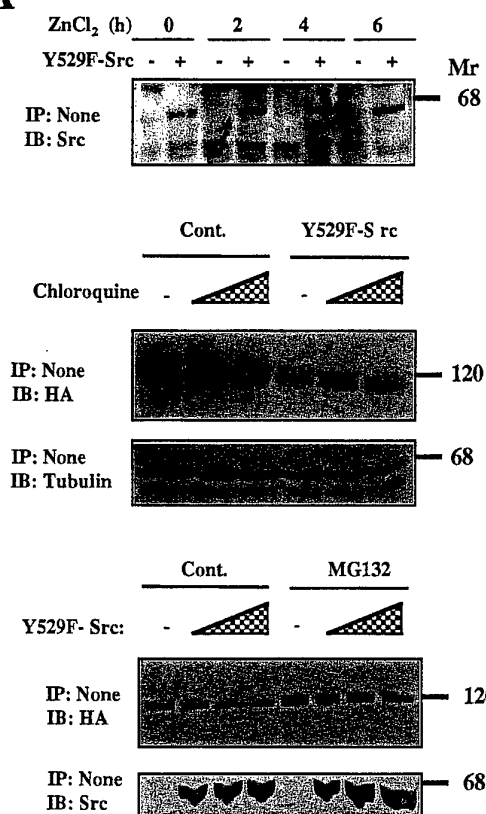 ZnCl2 (h) 0 2 4 6
Y529F-Src - + - + - + - +
Mr
IP: None
IB: Src
68
Cont. Y529F-S rc
Chloroquine - -
IP: None
IB: HA
120
IP: None
IB: Tubulin
68
Cont. MG132
Y529F- Src: - -
IP: None
IB: HA
12
IP: None
IB: Src
68